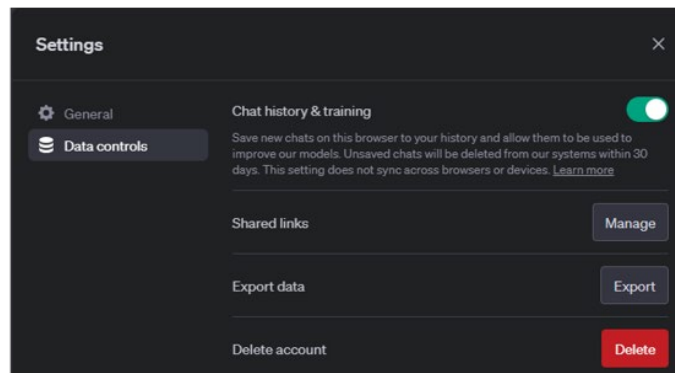 Settings
General
Data controls
Chat history & training
Save new chats on this browser to your history and allow them to be used to
improve our models. Unsaved chats will be deleted from our systems within 30
days. This setting does not sync across browsers or devices. Learn more
Shared links
Manage
Export data
Export
Delete account
Delete